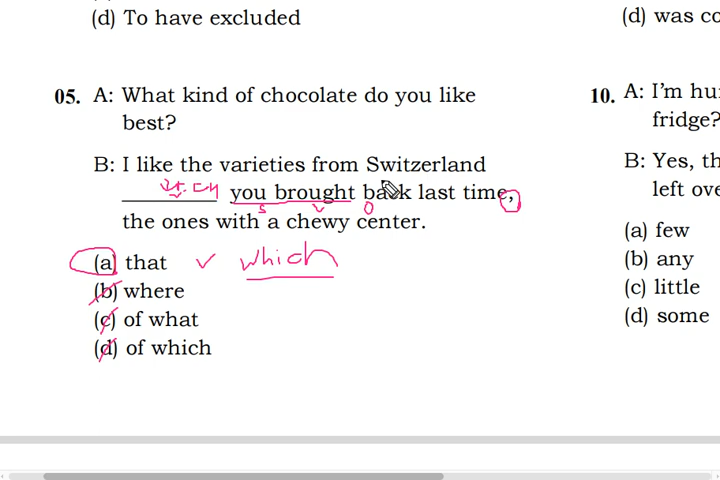 (d) To have excluded
(d) was co
05. A: What kind of chocolate do you like
best?
B: I like the varieties from Switzerland
관.대
you brought back last time,
S V O
the ones with a chewy center.
(a) that V which
(b) where
(c) of what
(d) of which
10. A: I'm hu
fridge?
B: Yes, th
left ove
(a) few
(b) any
(c) little
(d) some